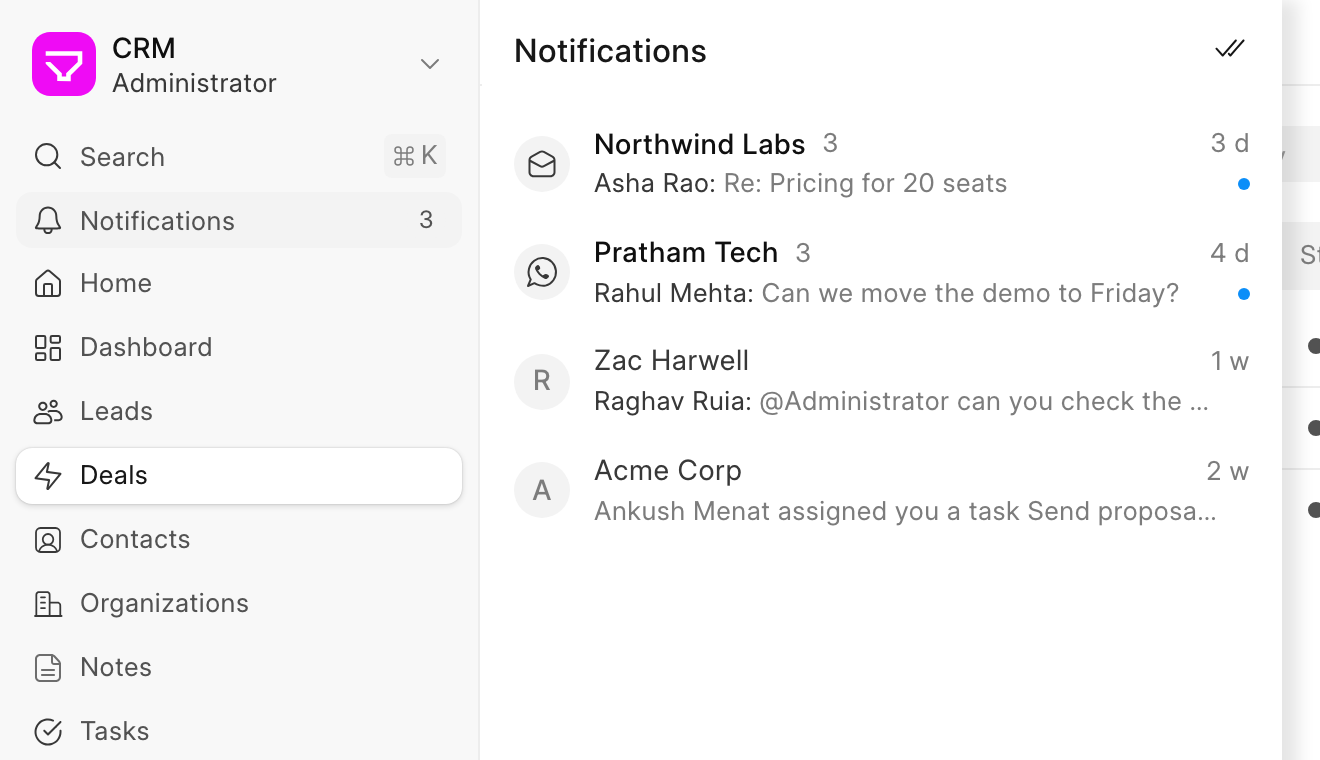 CRM
Administrator
Search
⌘ K
Notifications
3
Home
Dashboard
Leads
Deals
Contacts
Organizations
Notes
Tasks
Notifications
Northwind Labs 3
3 d
Asha Rao: Re: Pricing for 20 seats
Pratham Tech 3
4 d
Rahul Mehta: Can we move the demo to Friday?
R
Zac Harwell
1 w
Raghav Ruia: @Administrator can you check the ...
A
Acme Corp
2 w
Ankush Menat assigned you a task Send proposa...